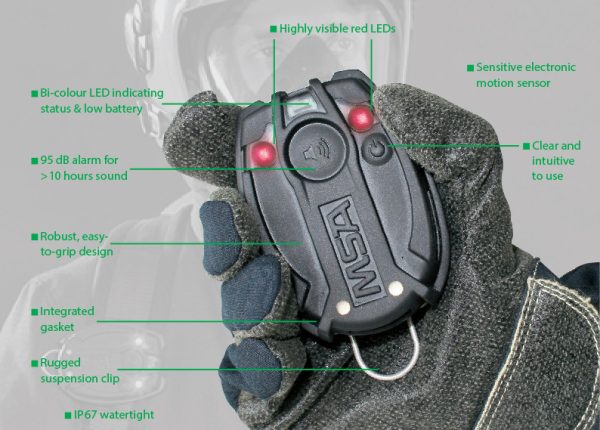 Highly visible red LEDs
Sensitive electronic
motion sensor
Bi-colour LED indicating
status & low battery
95 dB alarm for
>10 hours sound
Clear and
intuitive
to use
Robust, easy-
to-grip design
MSA
Integrated
gasket
Rugged
suspension clip
IP67 watertight